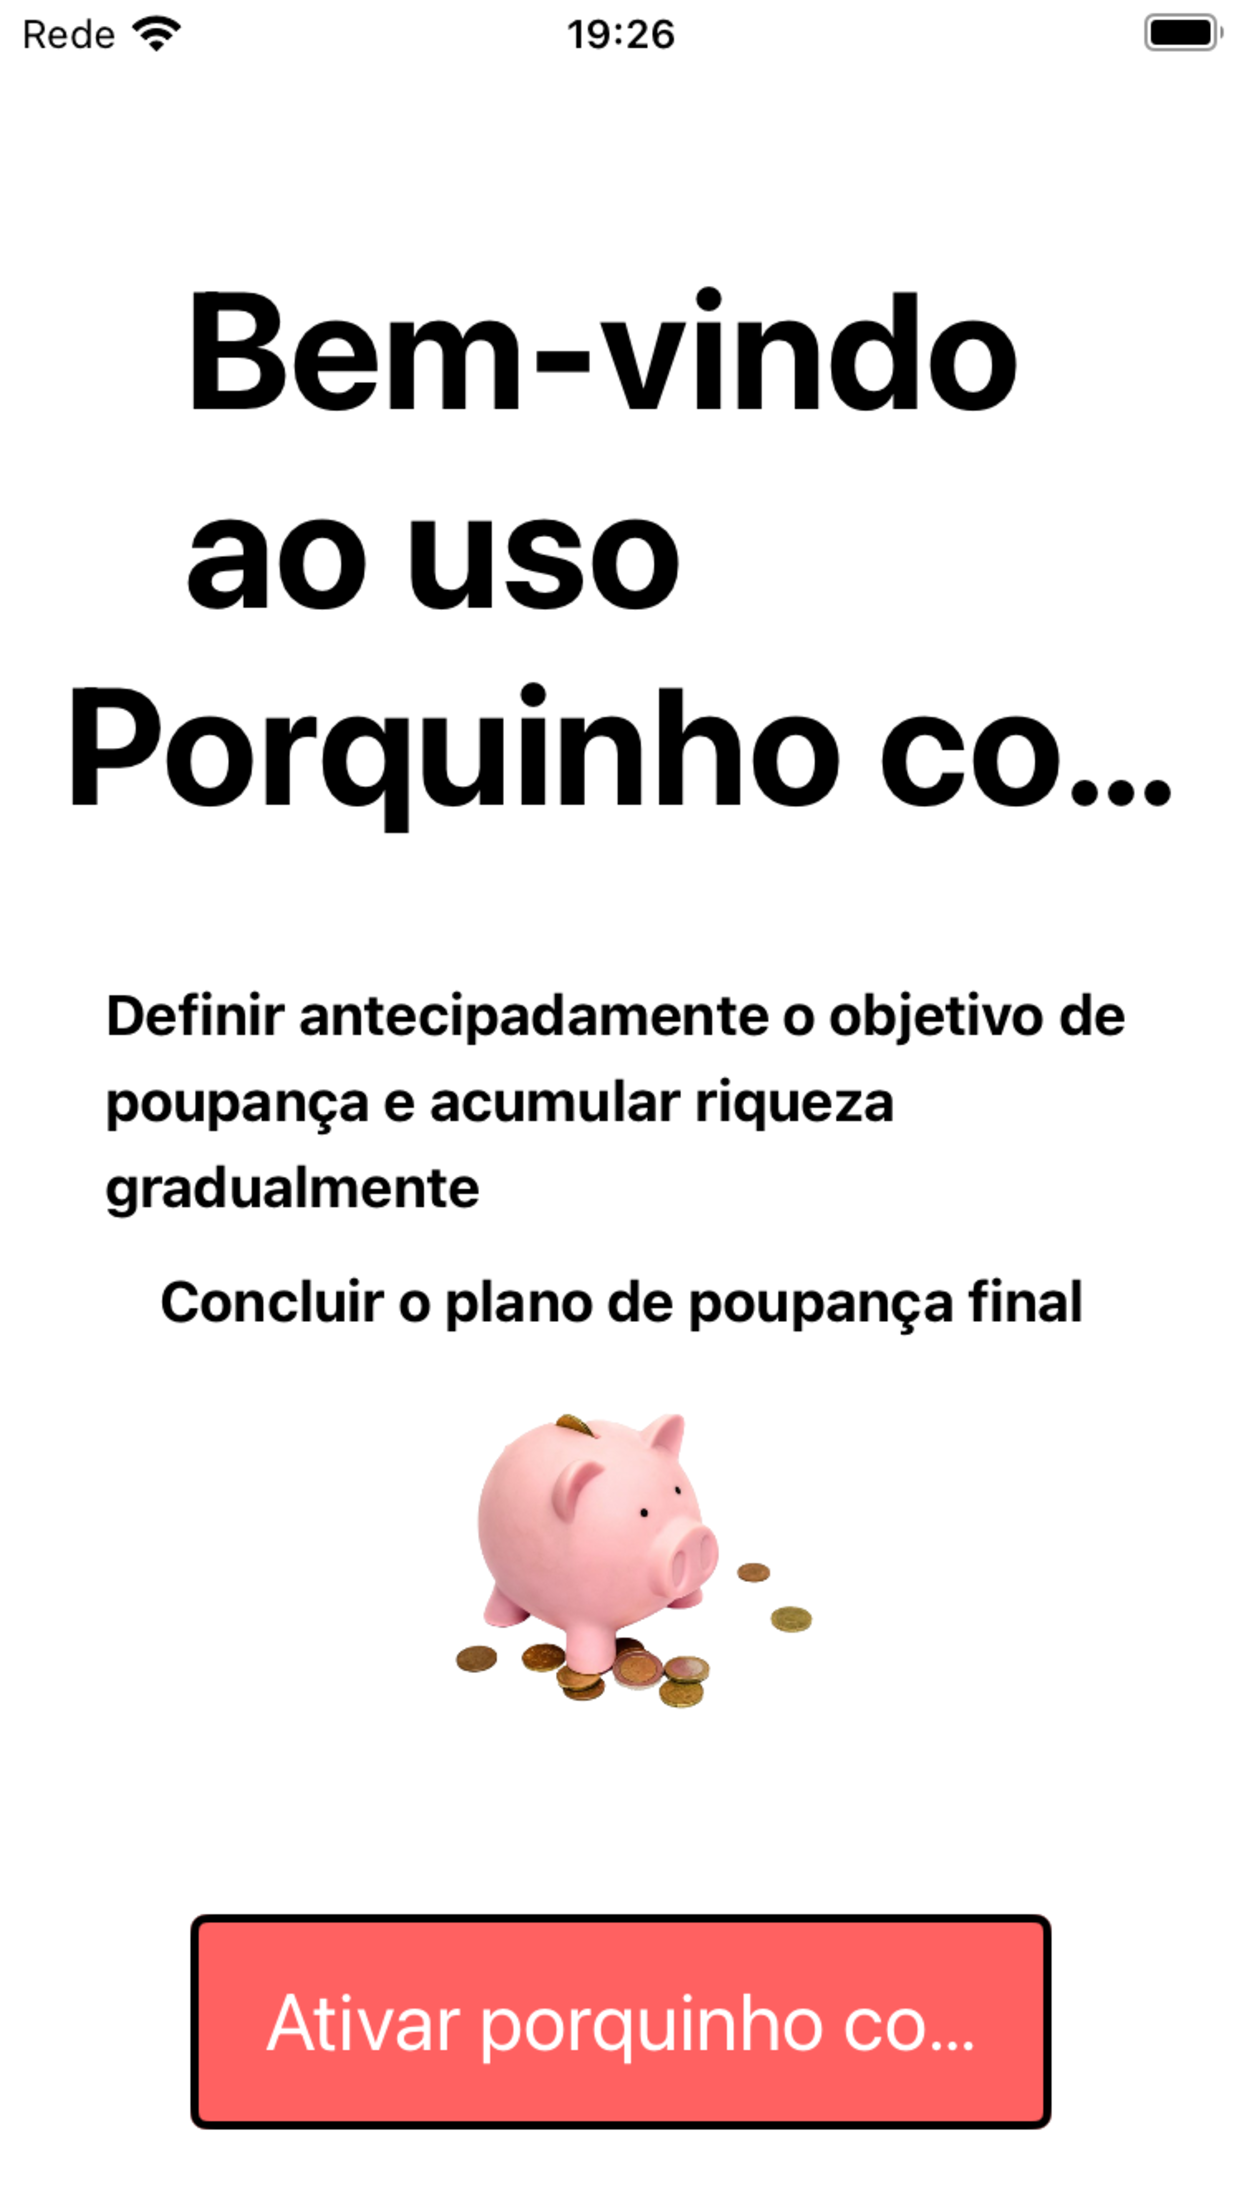 Rede
19:26
Bem-vindo
ao uso
Porquinho co...
Definir antecipadamente o objetivo de
poupança e acumular riqueza
gradualmente
Concluir o plano de poupança final
Ativar porquinho co...